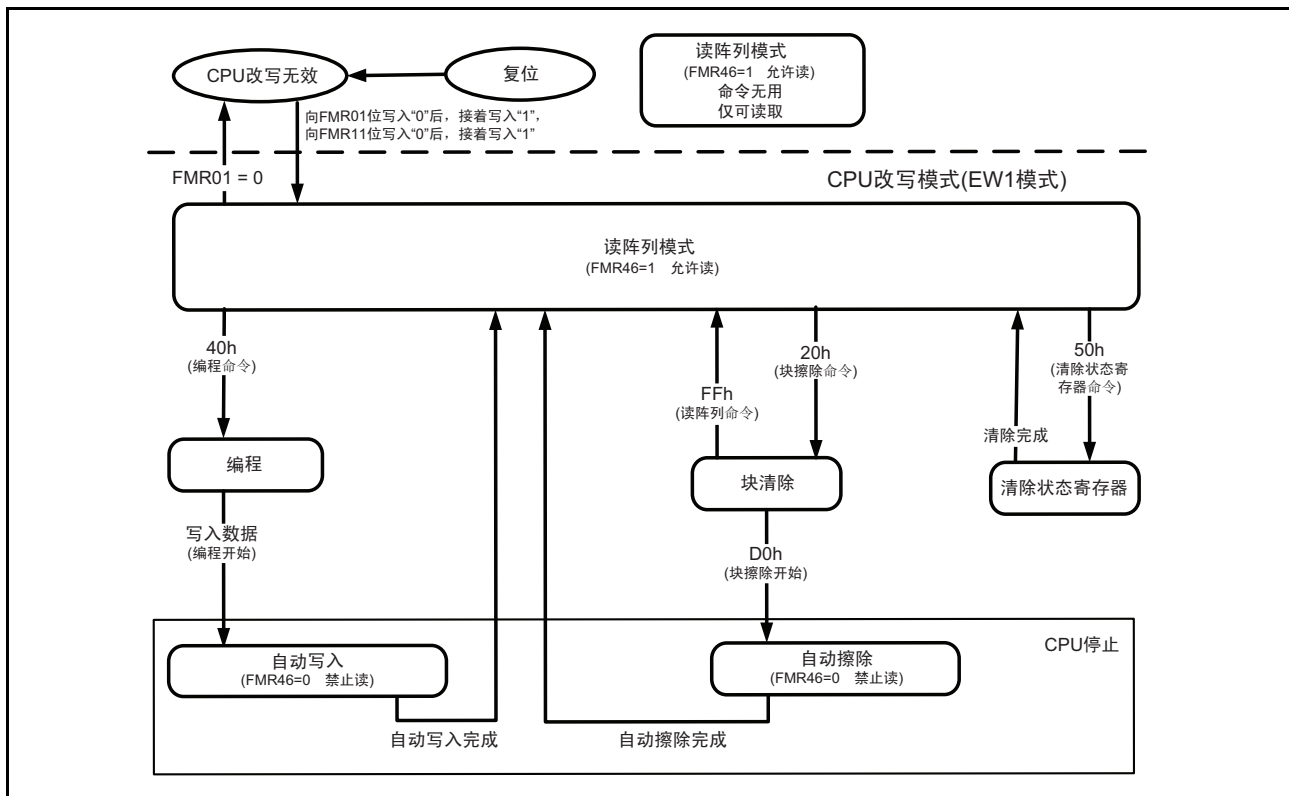 CPU改写无效
复位
读阵列模式
(FMR46=1 允许读)
命令无用
仅可读取
向FMR01位写入“0”后，接着写入“1”，
向FMR11位写入“0”后，接着写入“1”
FMR01 = 0
CPU改写模式(EW1模式)
读阵列模式
(FMR46=1 允许读)
40h
(编程命令)
FFh
(读阵列命令)
20h
(块擦除命令)
50h
(清除状态寄
存器命令)
清除完成
编程
块清除
清除状态寄存器
写入数据
(编程开始)
D0h
(块擦除开始)
CPU停止
自动写入
(FMR46=0 禁止读)
自动擦除
(FMR46=0 禁止读)
自动写入完成
自动擦除完成